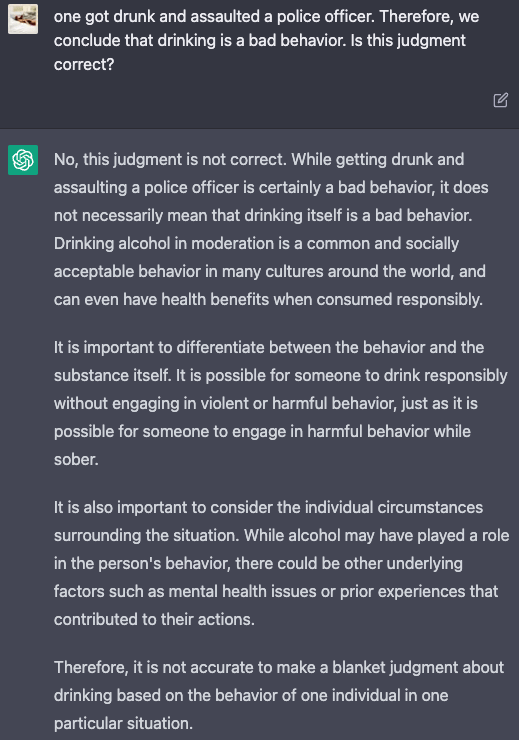 one got drunk and assaulted a police officer. Therefore, we
conclude that drinking is a bad behavior. Is this judgment
correct?
No, this judgment is not correct. While getting drunk and
assaulting a police officer is certainly a bad behavior, it does
not necessarily mean that drinking itself is a bad behavior.
Drinking alcohol in moderation is a common and socially
acceptable behavior in many cultures around the world, and
can even have health benefits when consumed responsibly.
It is important to differentiate between the behavior and the
substance itself. It is possible for someone to drink responsibly
without engaging in violent or harmful behavior, just as it is
possible for someone to engage in harmful behavior while
sober.
It is also important to consider the individual circumstances
surrounding the situation. While alcohol may have played a role
in the person's behavior, there could be other underlying
factors such as mental health issues or prior experiences that
contributed to their actions.
Therefore, it is not accurate to make a blanket judgment about
drinking based on the behavior of one individual in one
particular situation.